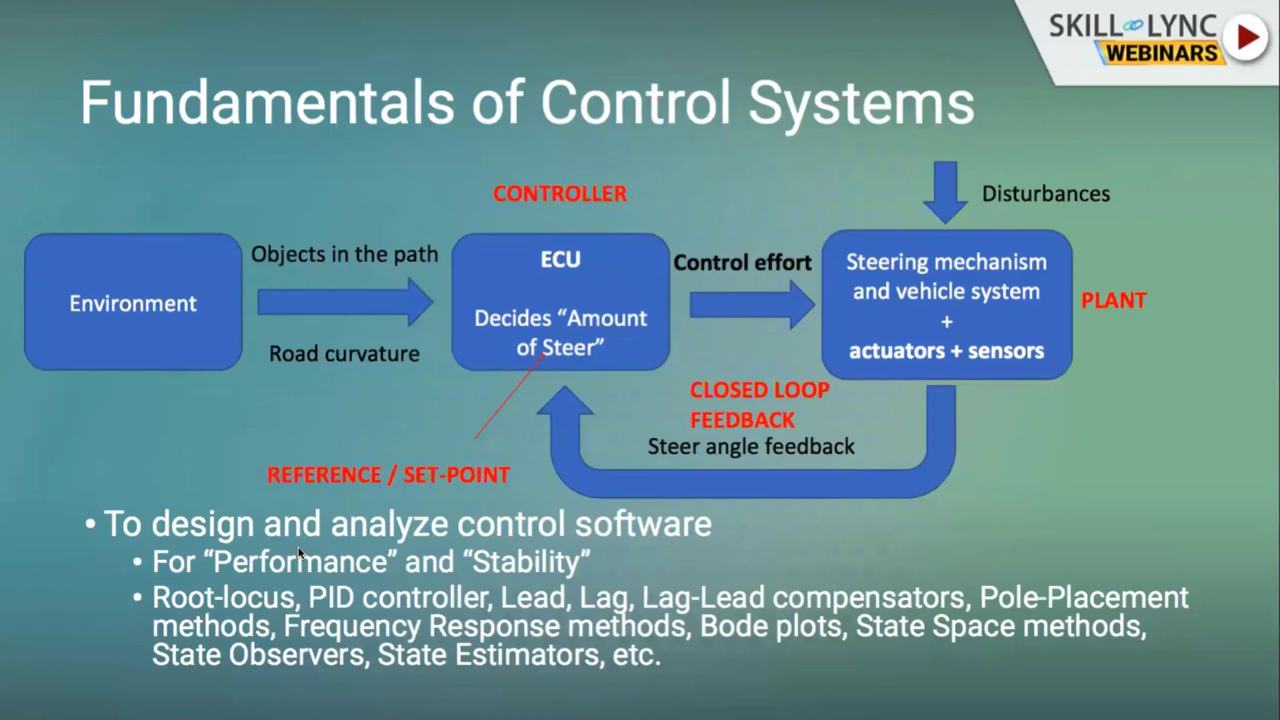 SKILL LYNC
WEBINARS
Fundamentals of Control Systems
CONTROLLER
Disturbances
Environment
Objects in the path
Road curvature
ECU
Decides “Amount
of Steer”
Control effort
Steering mechanism
and vehicle system
+
actuators + sensors
PLANT
CLOSED LOOP
FEEDBACK
Steer angle feedback
REFERENCE / SET-POINT
• To design and analyze control software
• For “Performance” and “Stability”
• Root-locus, PID controller, Lead, Lag, Lag-Lead compensators, Pole-Placement
methods, Frequency Response methods, Bode plots, State Space methods,
State Observers, State Estimators, etc.